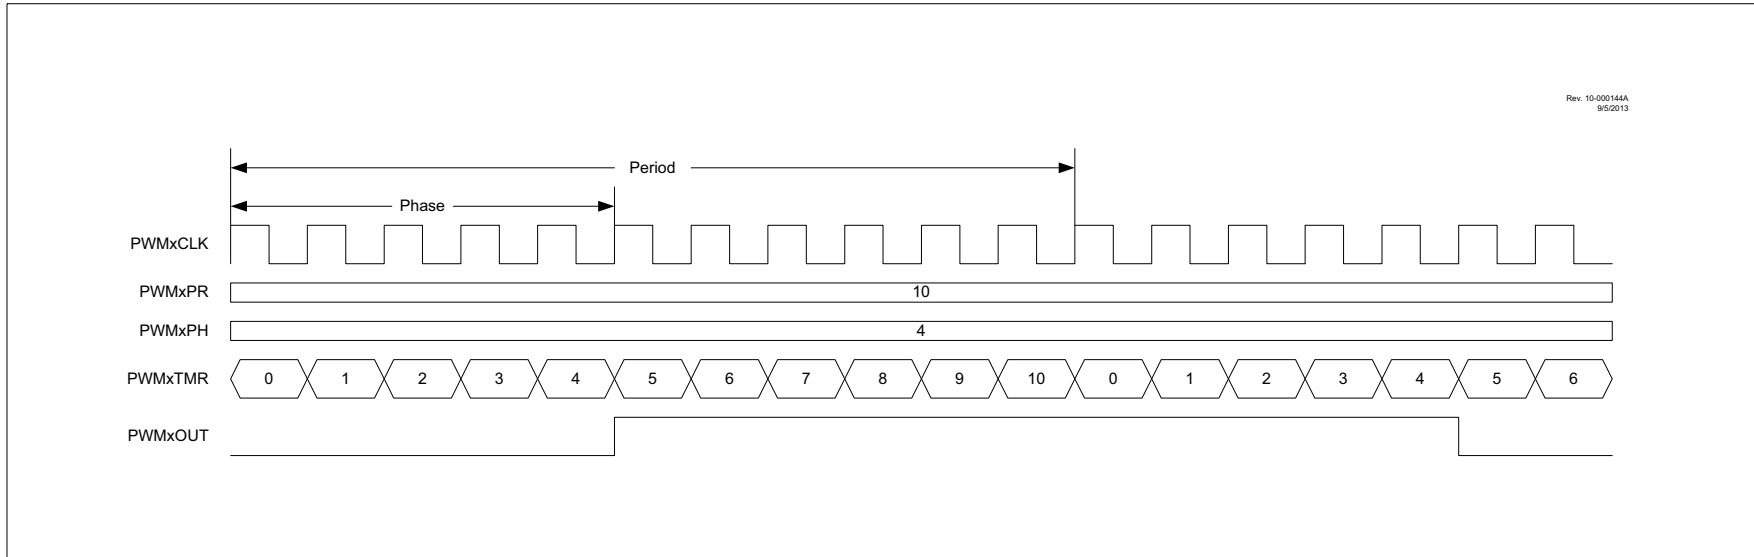 Rev. 10-000144A
9/5/2013
Period
Phase
PWMxCLK
PWMxPR
10
PWMxPH
4
PWMxTMR
0 1 2 3 4 5 6 7 8 9 10 0 1 2 3 4 5 6
PWMxOUT